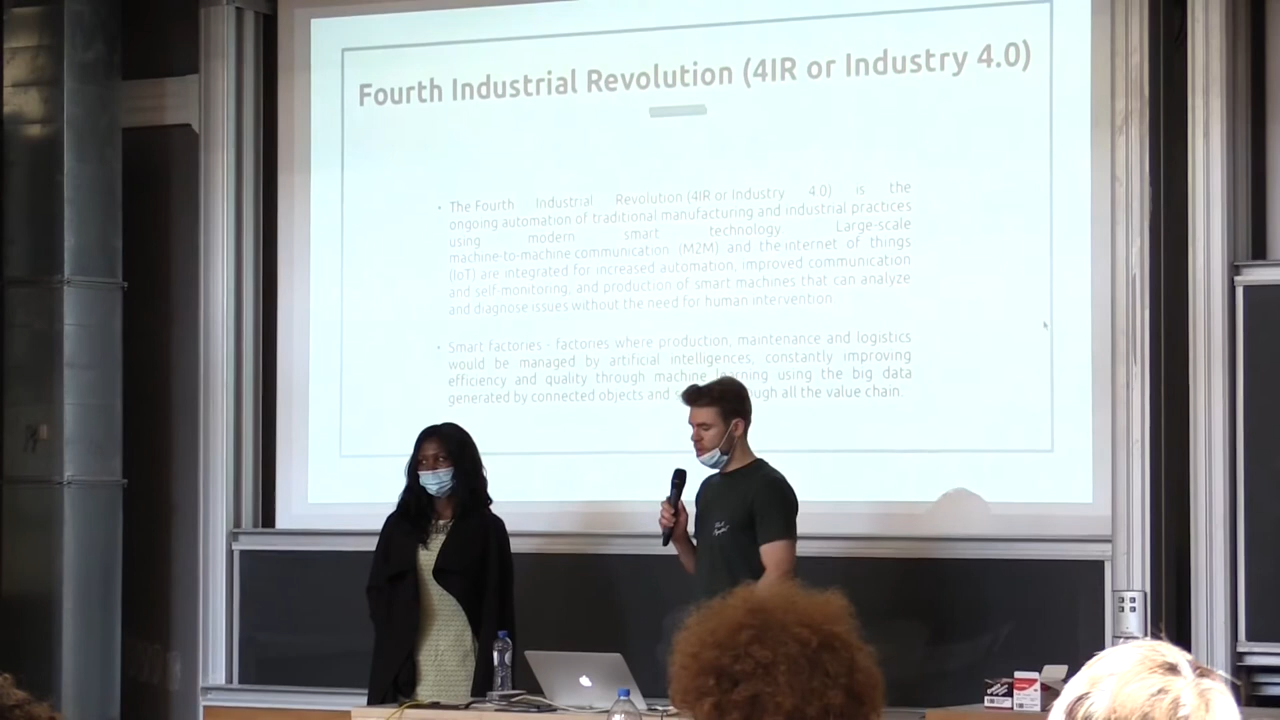 Fourth Industrial Revolution (4IR or Industry 4.0)
• The Fourth Industrial Revolution (4IR or Industry 4.0) is the
ongoing automation of traditional manufacturing and industrial practices
using modern smart technology. Large-scale
machine-to-machine communication (M2M) and the internet of things
(IoT) are integrated for increased automation, improved communication
and self-monitoring, and production of smart machines that can analyze
and diagnose issues without the need for human intervention.
• Smart factories - factories where production, maintenance and logistics
would be managed by artificial intelligences, constantly improving
efficiency and quality through machine learning using the big data
generated by connected objects and all the value chain.